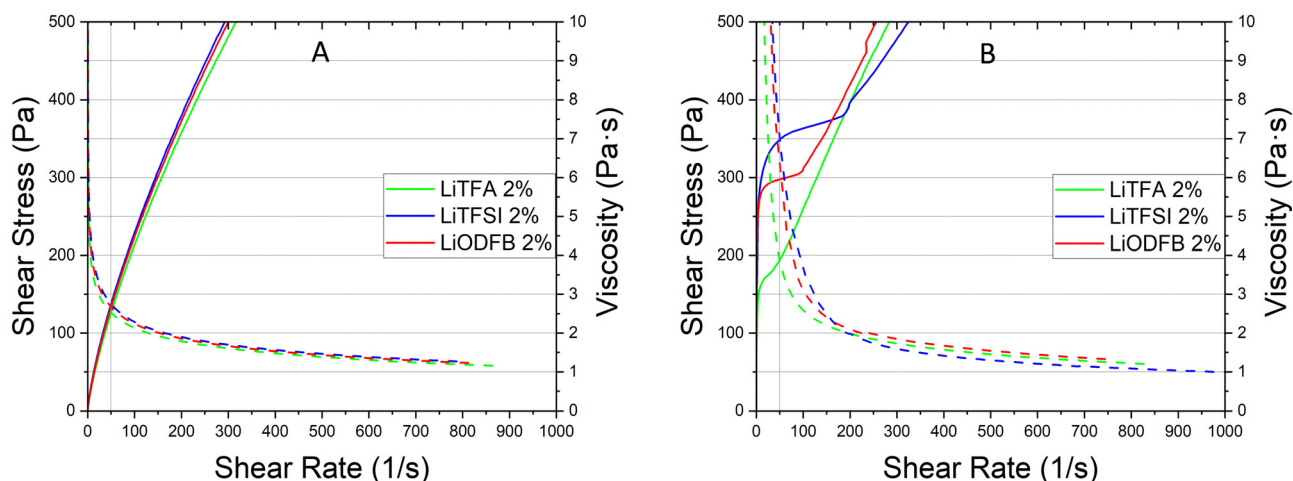 A
Shear Stress (Pa)
500
400
300
200
100
0
0 100 200 300 400 500 600 700 800 900 1000
Shear Rate (1/s)
10
9
8
7
6
5
4
3
2
1
0
Viscosity (Pa·s)
LiTFA 2%
LiTFSI 2%
LiODFB 2%
B
Shear Stress (Pa)
500
400
300
200
100
0
0 100 200 300 400 500 600 700 800 900 1000
Shear Rate (1/s)
10
9
8
7
6
5
4
3
2
1
0
Viscosity (Pa·s)
LiTFA 2%
LiTFSI 2%
LiODFB 2%